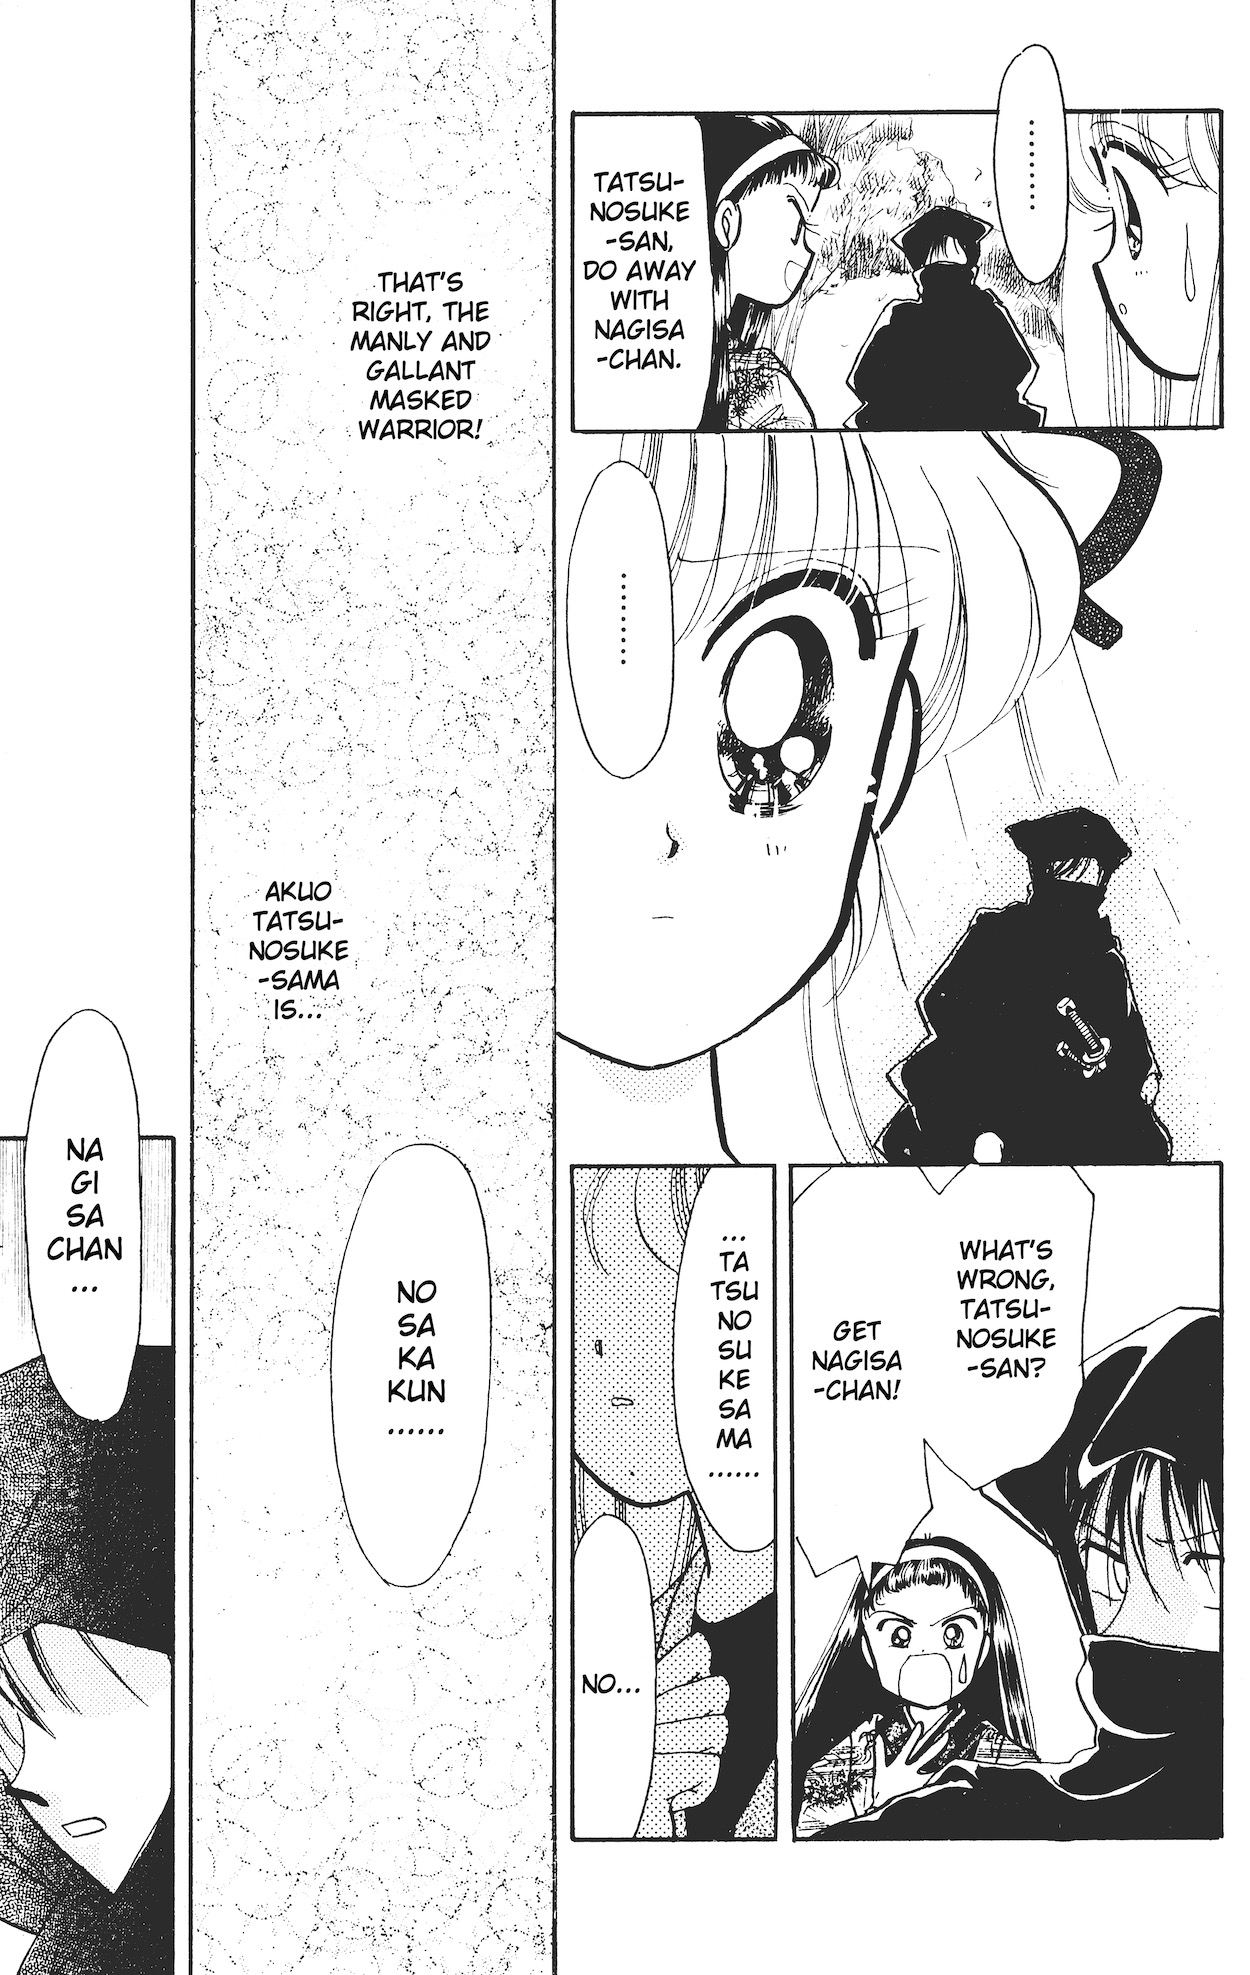 .........
TATSU-
NOSUKE
-SAN,
DO AWAY
WITH
NAGISA
-CHAN.
..........
WHAT'S
WRONG,
TATSU-
NOSUKE
-SAN?
GET
NAGISA
-CHAN!
...
TA
TSU
NO
SU
KE
SA
MA
......
NO...
THAT'S
RIGHT, THE
MANLY AND
GALLANT
MASKED
WARRIOR!
AKUO
TATSU-
NOSUKE
-SAMA
IS...
NO
SA
KA
KUN
......
NA
GI
SA
CHAN
...